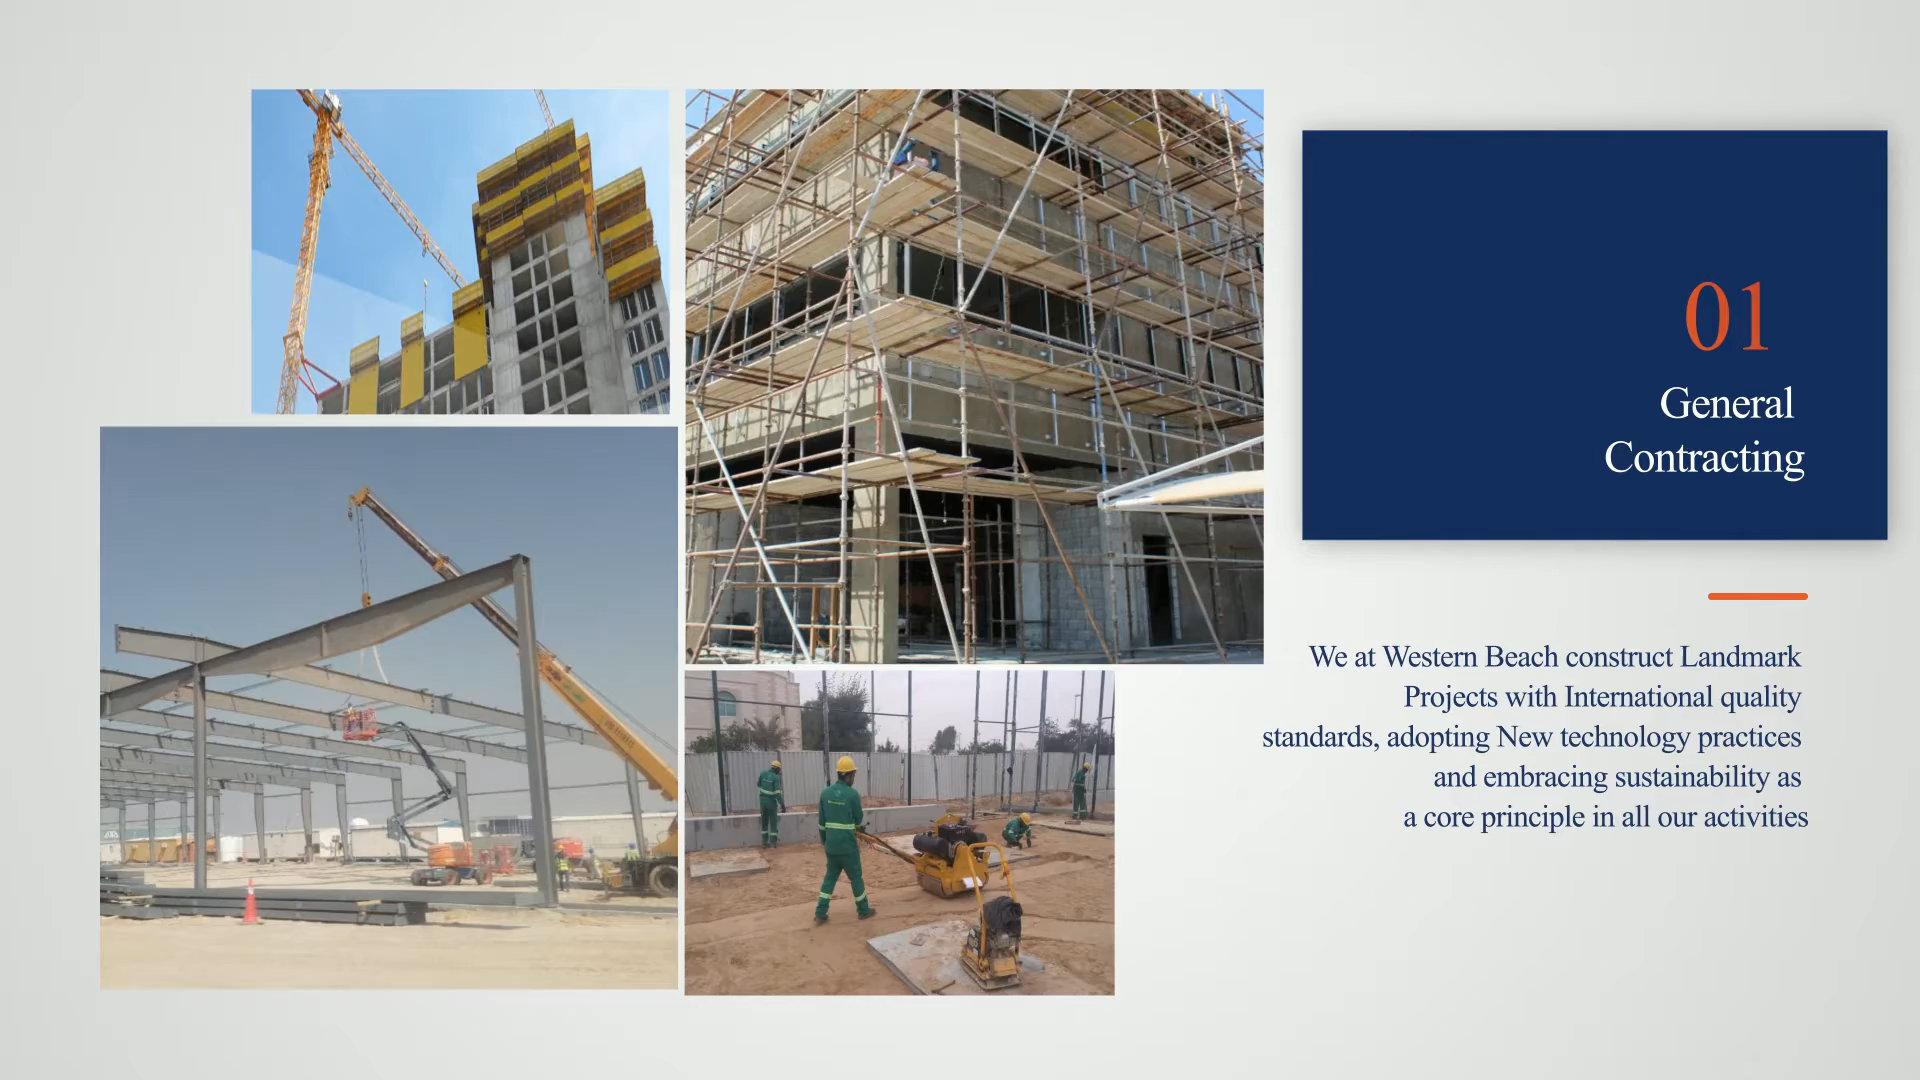 01
General
Contracting
We at Western Beach construct Landmark
Projects with International quality
standards, adopting New technology practices
and embracing sustainability as
a core principle in all our activities